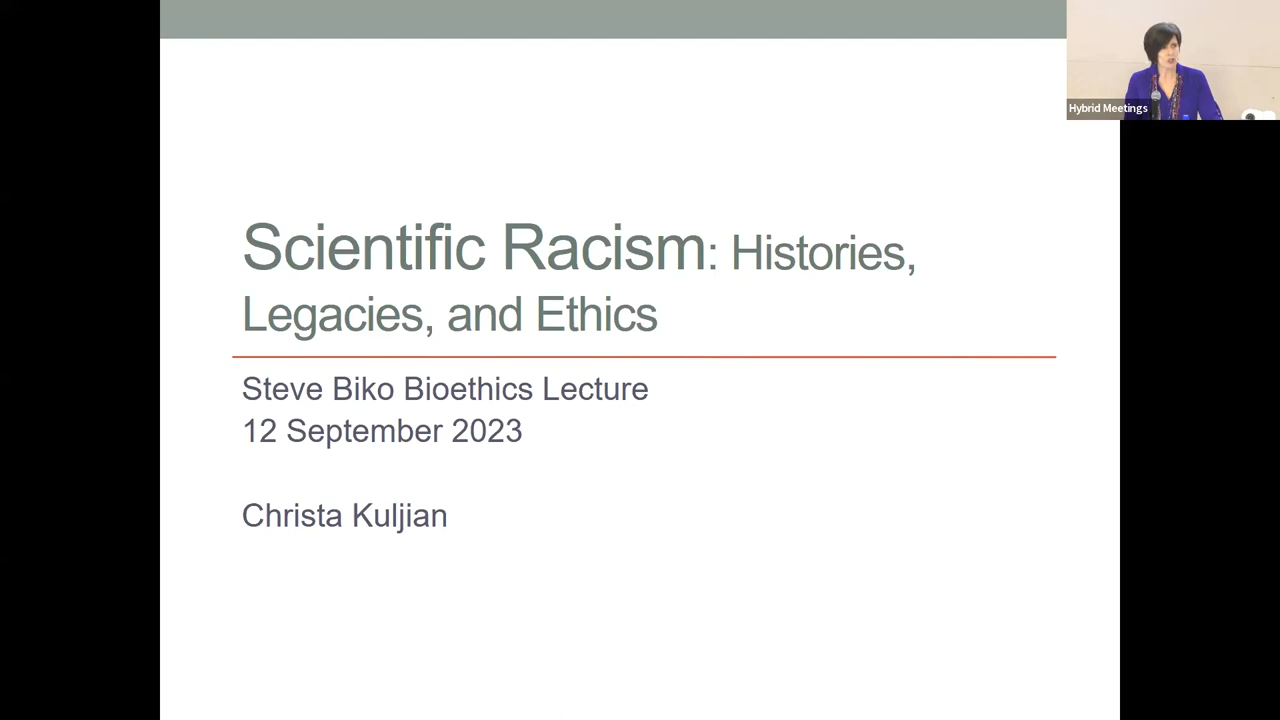 Hybrid Meetings
Scientific Racism: Histories,
Legacies, and Ethics
Steve Biko Bioethics Lecture
12 September 2023
Christa Kuljian